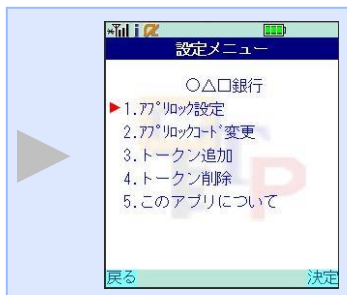 設定メニュー
○△□銀行
1.ｱﾌﾟﾘﾛｯｸ設定
2.ｱﾌﾟﾘﾛｯｸｺｰﾄﾞ変更
3.トークン追加
4.トークン削除
5.このアプリについて
戻る 決定